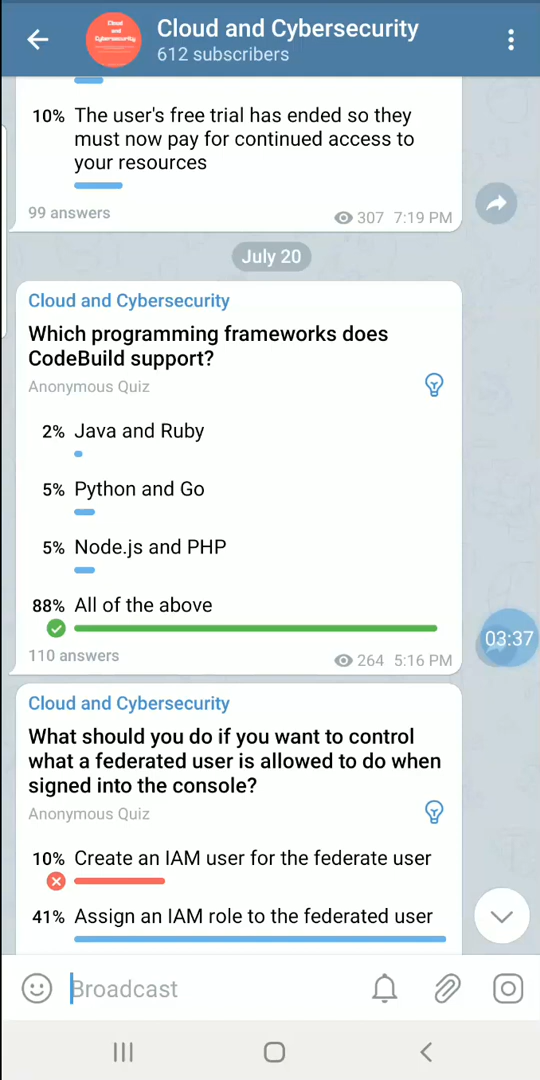 Cloud
and
Cybersecurity
Cloud and Cybersecurity
612 subscribers
10% The user's free trial has ended so they
must now pay for continued access to
your resources
99 answers
307 7:19 PM
July 20
Cloud and Cybersecurity
Which programming frameworks does
CodeBuild support?
Anonymous Quiz
2% Java and Ruby
5% Python and Go
5% Node.js and PHP
88% All of the above
03:37
110 answers
264 5:16 PM
Cloud and Cybersecurity
What should you do if you want to control
what a federated user is allowed to do when
signed into the console?
Anonymous Quiz
10% Create an IAM user for the federate user
41% Assign an IAM role to the federated user
Broadcast